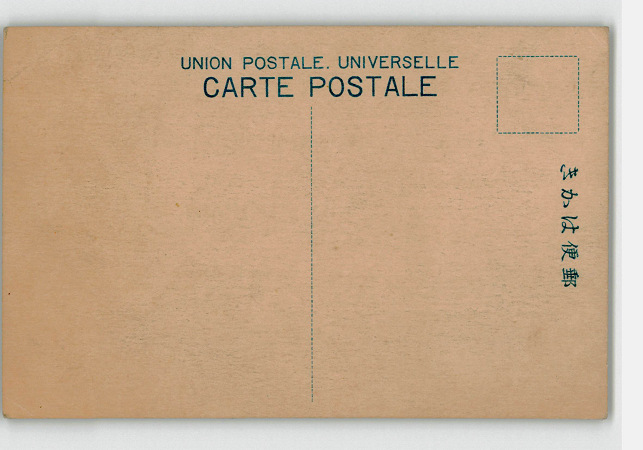 UNION POSTALE. UNIVERSELLE
CARTE POSTALE
きかは便郵